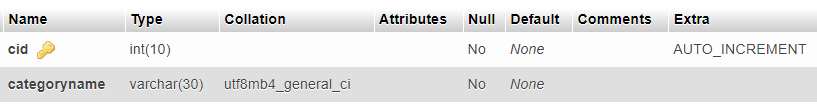 Name Type Collation Attributes Null Default Comments Extra
cid int(10) No None AUTO_INCREMENT
categoryname varchar(30) utf8mb4_general_ci No None